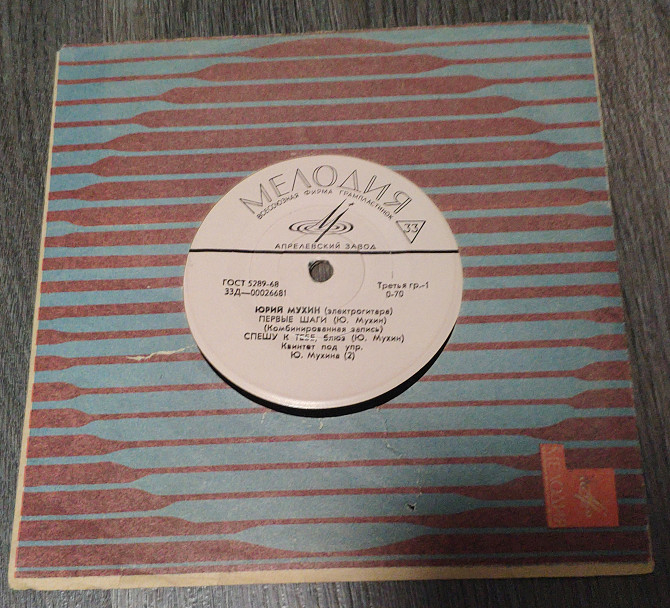 МЕЛОДИЯ
ВСЕСОЮЗНАЯ ФИРМА ГРАМПЛАСТИНОК
33
АПРЕЛЕВСКИЙ ЗАВОД
ГОСТ 5289-68
Третья гр.-1
33Д—00026681
0-70
ЮРИЙ МУХИН (электрогитара)
ПЕРВЫЕ ШАГИ (Ю. Мухин)
(Комбинированная запись)
СПЕШУ К ТЕБЕ, блюз (Ю. Мухин)
Квинтет под упр.
Ю. Мухина (2)